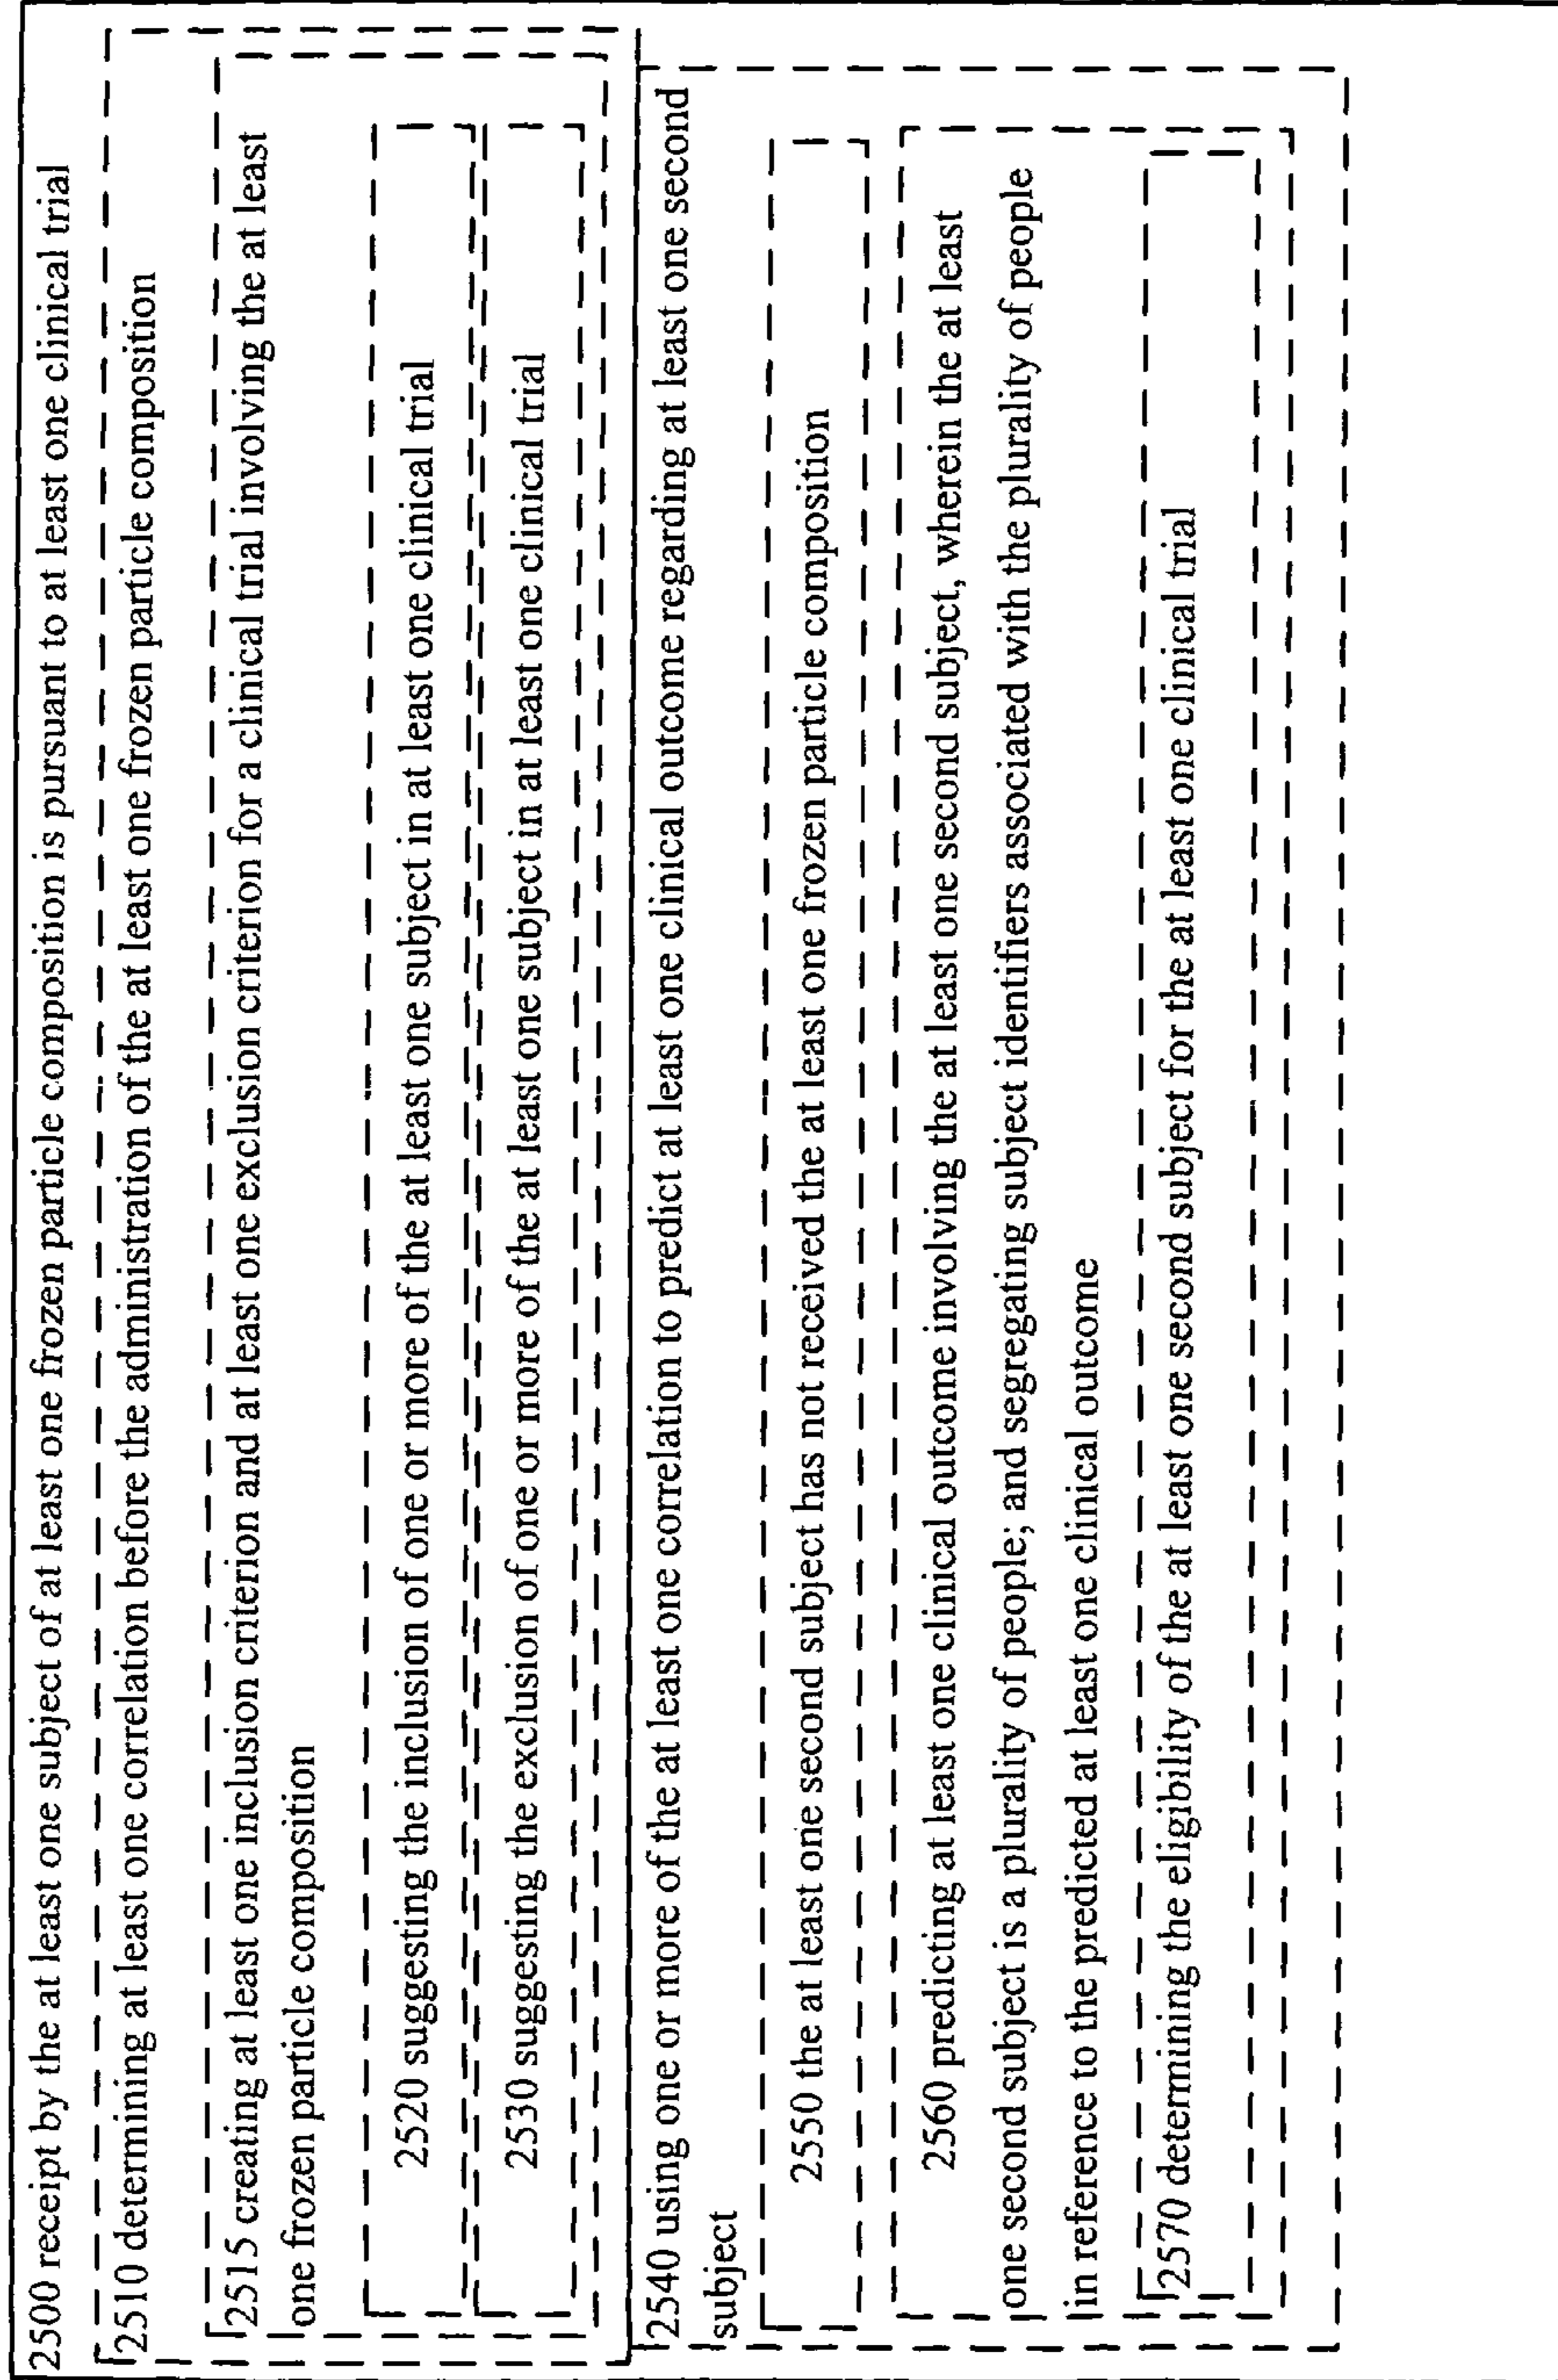 2500 receipt by the at least one subject of at least one frozen particle composition is pursuant to at least one clinical trial
2510 determining at least one correlation before the administration of the at least one frozen particle composition
2515 creating at least one inclusion criterion and at least one exclusion criterion for a clinical trial involving the at least
one frozen particle composition
2520 suggesting the inclusion of one or more of the at least one subject in at least one clinical trial
2530 suggesting the exclusion of one or more of the at least one subject in at least one clinical trial
2540 using one or more of the at least one correlation to predict at least one clinical outcome regarding at least one second
subject
2550 the at least one second subject has not received the at least one frozen particle composition
2560 predicting at least one clinical outcome involving the at least one second subject, wherein the at least
one second subject is a plurality of people; and segregating subject identifiers associated with the plurality of people
in reference to the predicted at least one clinical outcome
2570 determining the eligibility of the at least one second subject for the at least one clinical trial